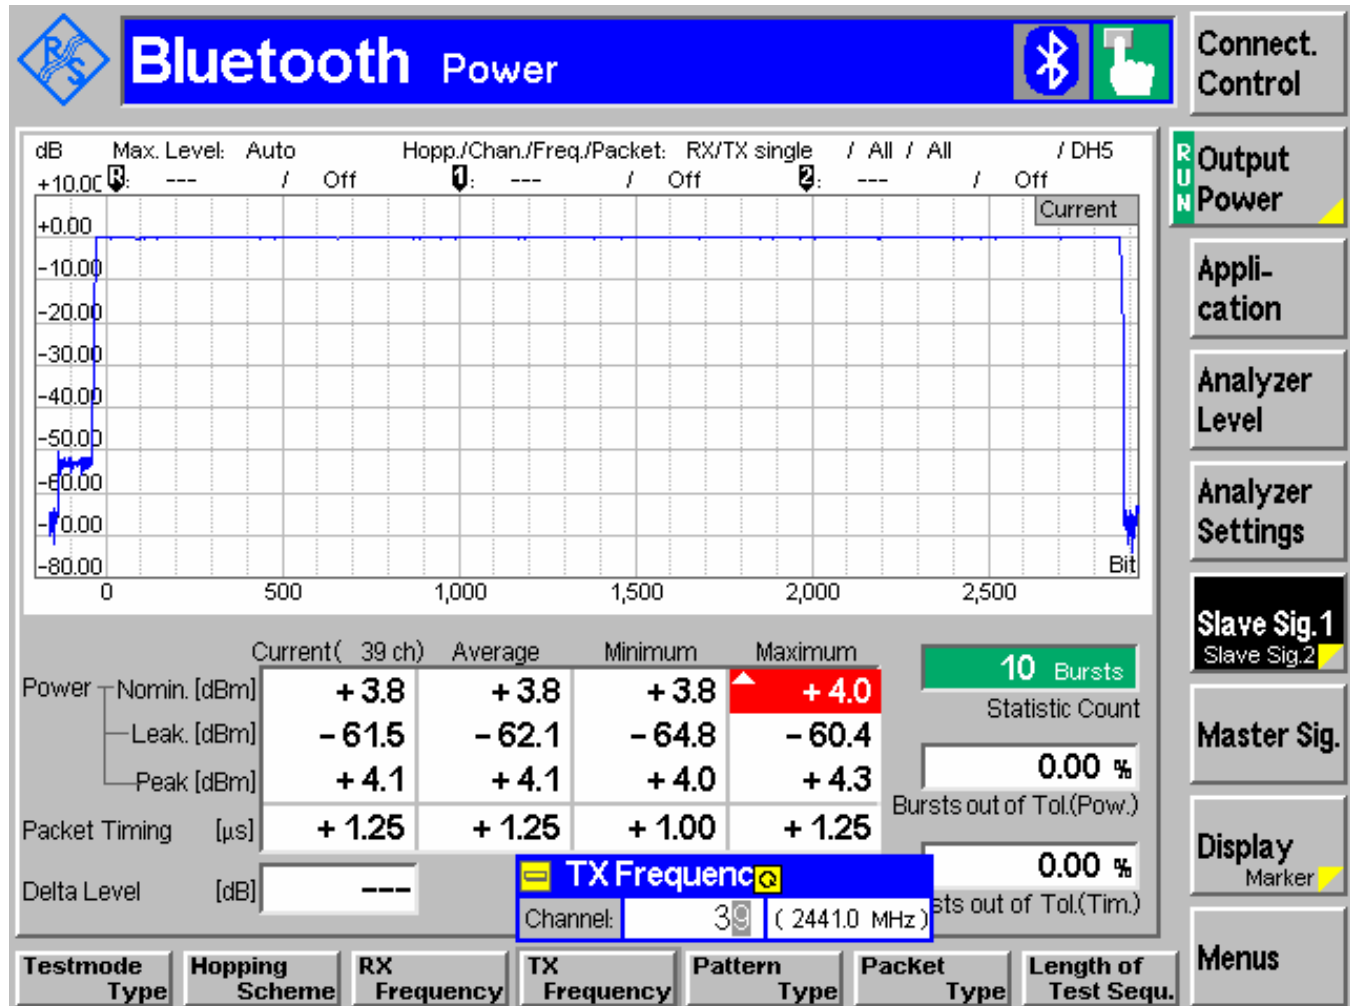 R S
Bluetooth Power
Connect. Control
dB Max. Level: Auto Hopp./Chan./Freq./Packet: RX/TX single / All / All / DH5
+10.00 R: --- / Off 1: --- / Off 2: --- / Off
Current
+0.00
-10.00
-20.00
-30.00
-40.00
-50.00
-60.00
-70.00
-80.00
Bit
0 500 1,000 1,500 2,000 2,500
Current( 39 ch) Average Minimum Maximum
Power Nomin. [dBm] +3.8 +3.8 +3.8 +4.0
Leak. [dBm] -61.5 -62.1 -64.8 -60.4
Peak [dBm] +4.1 +4.1 +4.0 +4.3
Packet Timing [µs] +1.25 +1.25 +1.00 +1.25
Delta Level [dB] ---
10 Bursts
Statistic Count
0.00 %
Bursts out of Tol.(Pow.)
0.00 %
sts out of Tol.(Tim.)
TX Frequenc
Channel: 39 ( 2441.0 MHz )
RUN
Output Power
Appli-
cation
Analyzer
Level
Analyzer
Settings
Slave Sig.1
Slave Sig.2
Master Sig.
Display
Marker
Menus
Testmode Type
Hopping Scheme
RX Frequency
TX Frequency
Pattern Type
Packet Type
Length of Test Sequ.